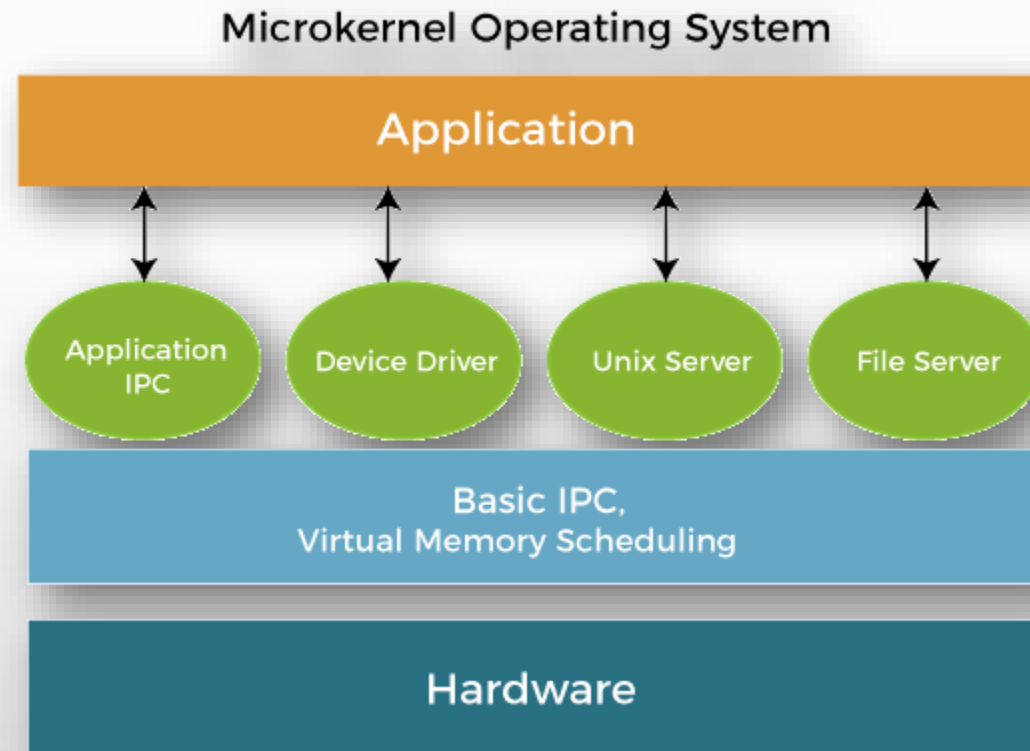 Microkernel Operating System
Application
Application
IPC
Device Driver
Unix Server
File Server
Basic IPC,
Virtual Memory Scheduling
Hardware